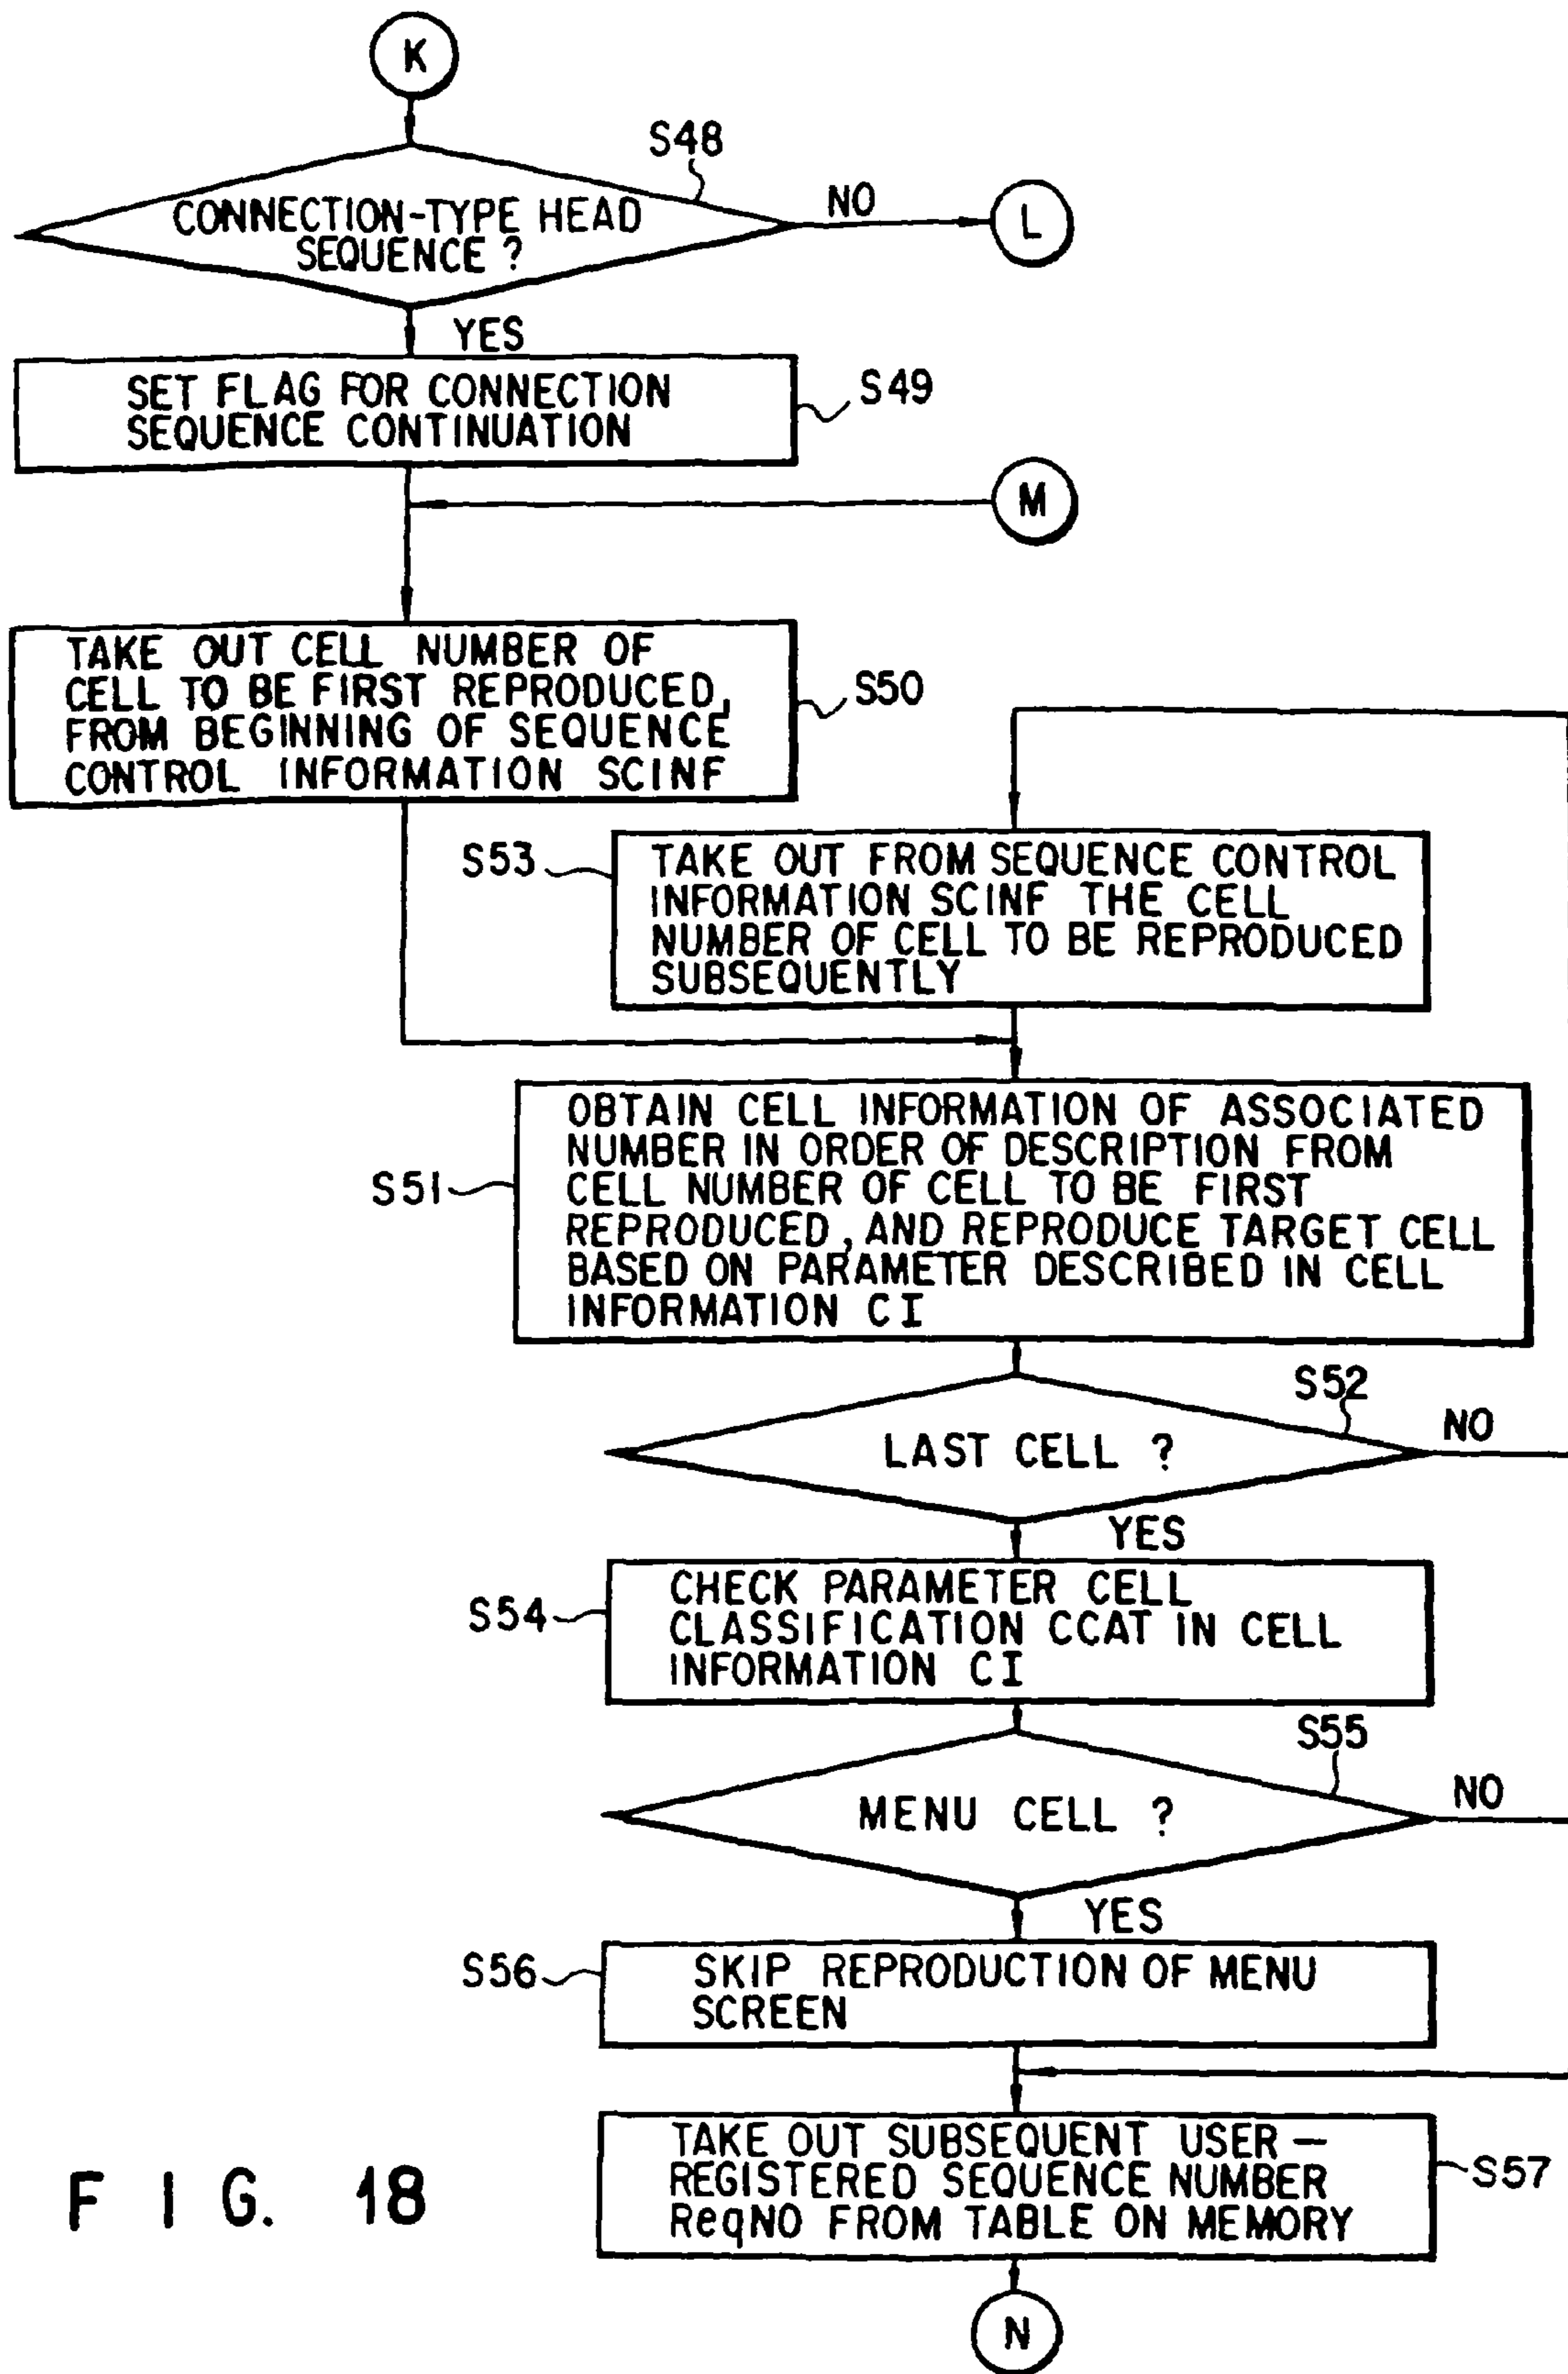 K
S48
CONNECTION-TYPE HEAD
SEQUENCE ?
NO
L
YES
SET FLAG FOR CONNECTION
SEQUENCE CONTINUATION
S49
M
TAKE OUT CELL NUMBER OF
CELL TO BE FIRST REPRODUCED,
FROM BEGINNING OF SEQUENCE
CONTROL INFORMATION SCINF
S50
S53
TAKE OUT FROM SEQUENCE CONTROL
INFORMATION SCINF THE CELL
NUMBER OF CELL TO BE REPRODUCED
SUBSEQUENTLY
S51
OBTAIN CELL INFORMATION OF ASSOCIATED
NUMBER IN ORDER OF DESCRIPTION FROM
CELL NUMBER OF CELL TO BE FIRST
REPRODUCED, AND REPRODUCE TARGET CELL
BASED ON PARAMETER DESCRIBED IN CELL
INFORMATION CI
S52
LAST CELL ?
NO
YES
S54
CHECK PARAMETER CELL
CLASSIFICATION CCAT IN CELL
INFORMATION CI
S55
MENU CELL ?
NO
YES
S56
SKIP REPRODUCTION OF MENU
SCREEN
TAKE OUT SUBSEQUENT USER-
REGISTERED SEQUENCE NUMBER
ReqNO FROM TABLE ON MEMORY
S57
N
FIG. 18